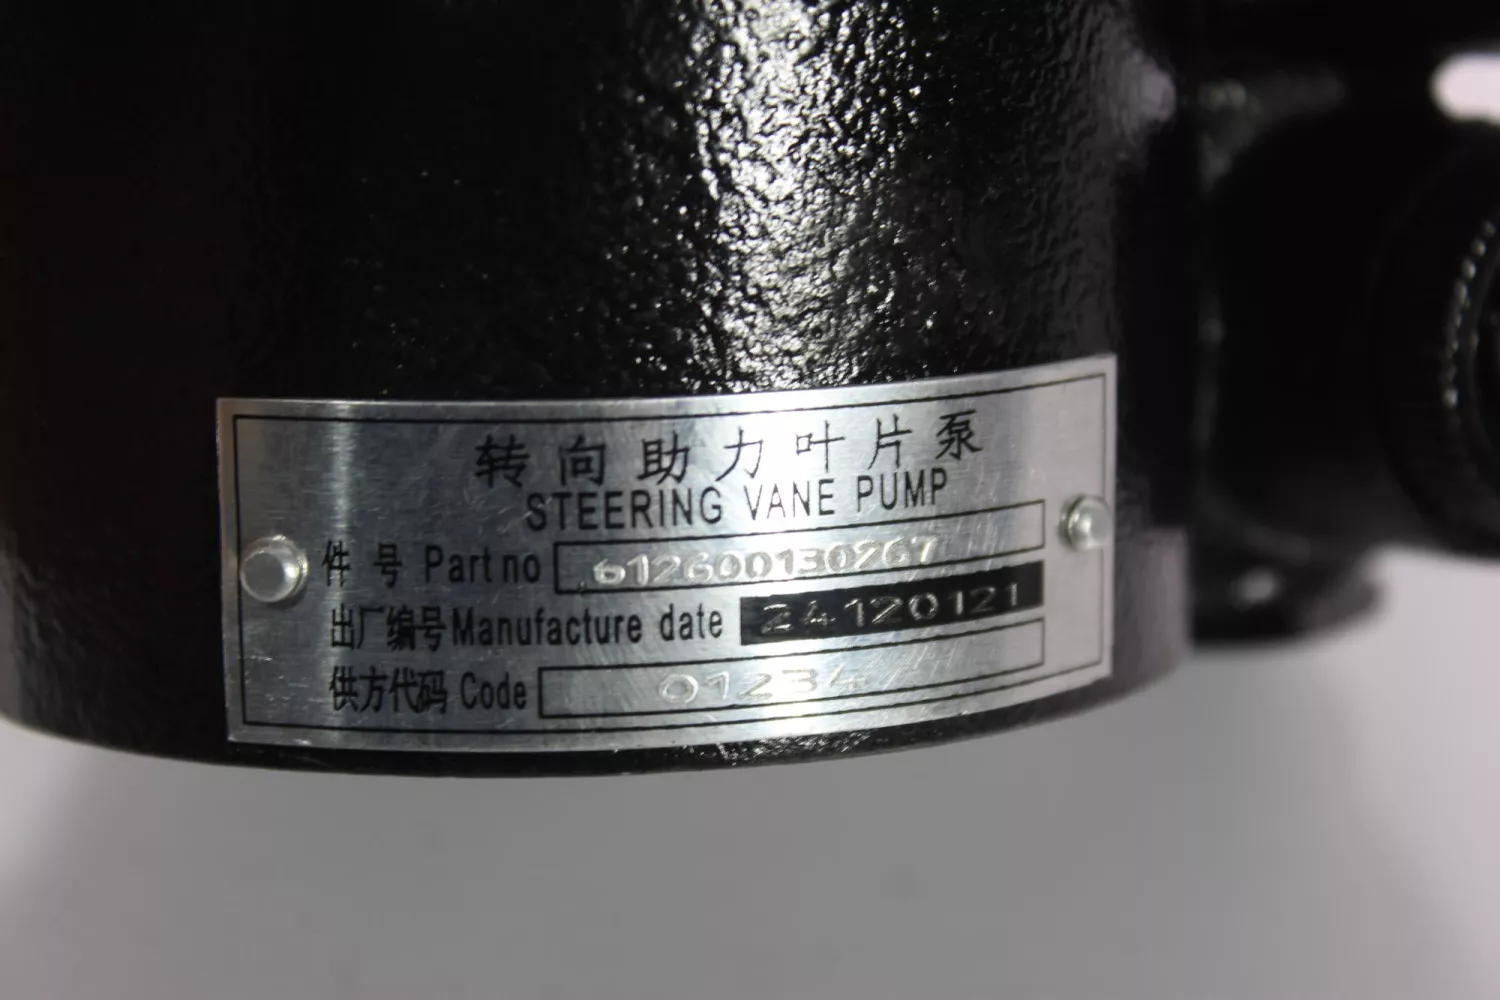 转向助力叶片泵
STEERING VANE PUMP
件号 Part no 612600130267
出厂编号 Manufacture date 24120121
供方代码 Code 01234